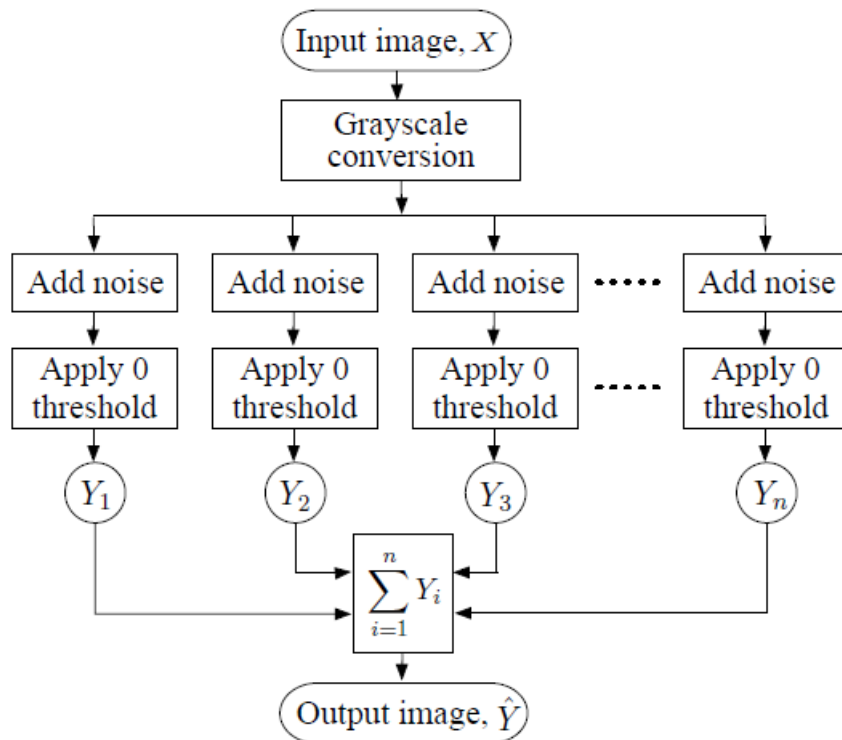 Input image, X
Grayscale
conversion
Add noise Add noise Add noise ..... Add noise
Apply 0 Apply 0 Apply 0 ..... Apply 0
threshold threshold threshold threshold
Y₁ Y₂ Y₃ Yₙ
n
∑ Yᵢ
i=1
Output image, Ŷ